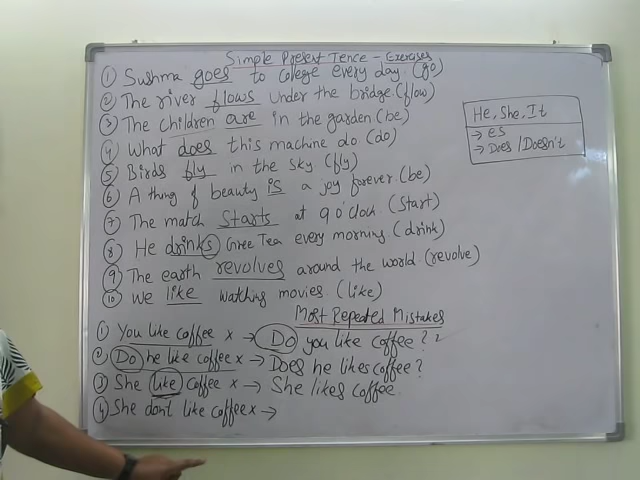 Simple Present Tence - Exercises
① Sushma goes to colege every day. (go)
② The river flows under the bridge. (flow)
③ The children are in the garden (be)
④ What does this machine do (do)
⑤ Birds fly in the sky (fly)
⑥ A thing of beauty is a joy forever (be)
⑦ The match starts at 9 o'clock. (Start)
⑧ He drinks Gree Tea every morning. (drink)
⑨ The earth revolves around the world (revolve)
⑩ We like watching movies. (like)
He, She, It
→ es
→ Does / Doesn't
Most Repeated Mistakes
① You like coffee x → Do you like coffee?
② Do he like coffee x → Does he likes coffee?
③ She like coffee x → She likes coffee.
④ She don't like coffee x →